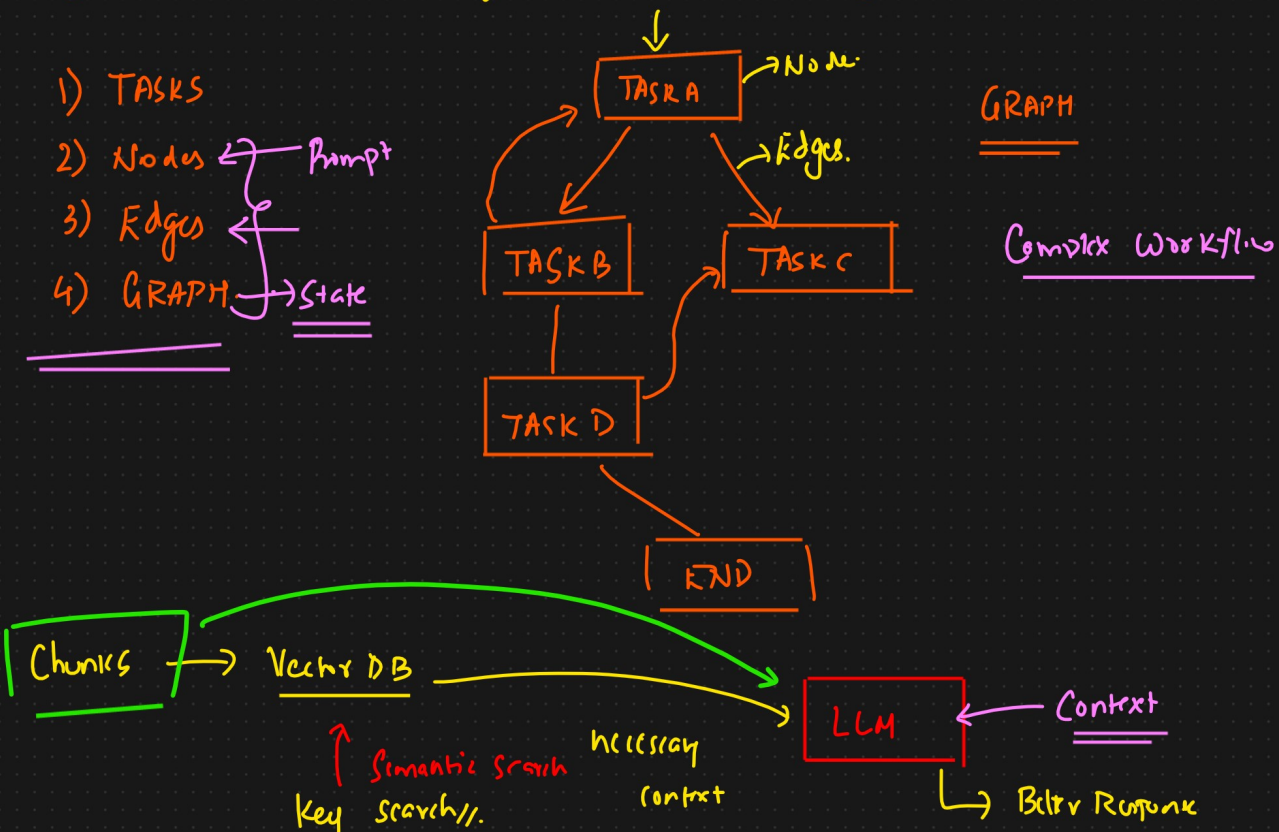 1) TASKS
2) Nodes
Prompt
3) Edges
4) GRAPH
State
TASK A
Node.
Edges.
TASK B
TASK C
TASK D
END
GRAPH
Complex Workflow
Chunks
Vector DB
Semantic search
Key search//.
necessary
context
LLM
Context
Better Response